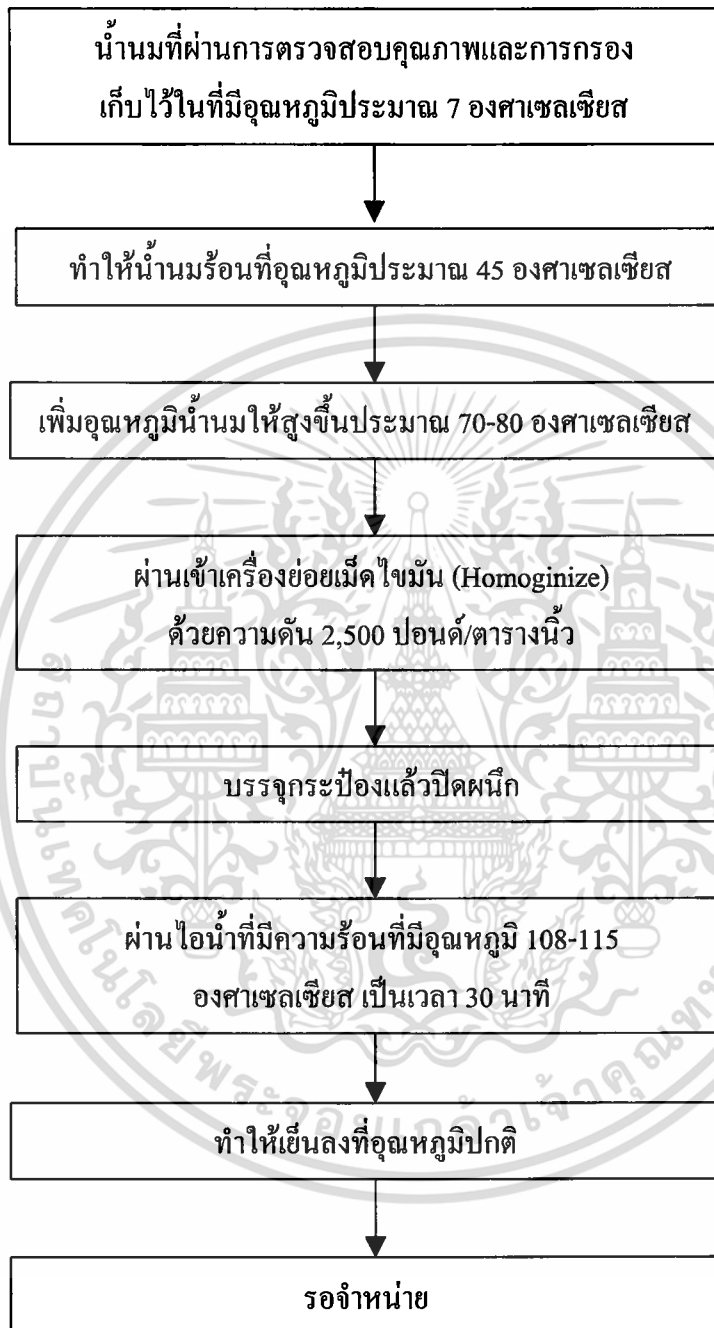 น้ำนมที่ผ่านการตรวจสอบคุณภาพและการกรอง
เก็บไว้ในที่มีอุณหภูมิประมาณ 7 องศาเซลเซียส
ทำให้น้ำนมร้อนที่อุณหภูมิประมาณ 45 องศาเซลเซียส
เพิ่มอุณหภูมิน้ำนมให้สูงขึ้นประมาณ 70-80 องศาเซลเซียส
ผ่านเข้าเครื่องย่อยเม็ดไขมัน (Homoginize)
ด้วยความดัน 2,500 ปอนด์/ตารางนิ้ว
บรรจุกระป๋องแล้วปิดผนึก
ผ่านไอน้ำที่มีความร้อนที่มีอุณหภูมิ 108-115
องศาเซลเซียส เป็นเวลา 30 นาที
ทำให้เย็นลงที่อุณหภูมิปกติ
รอจำหน่าย